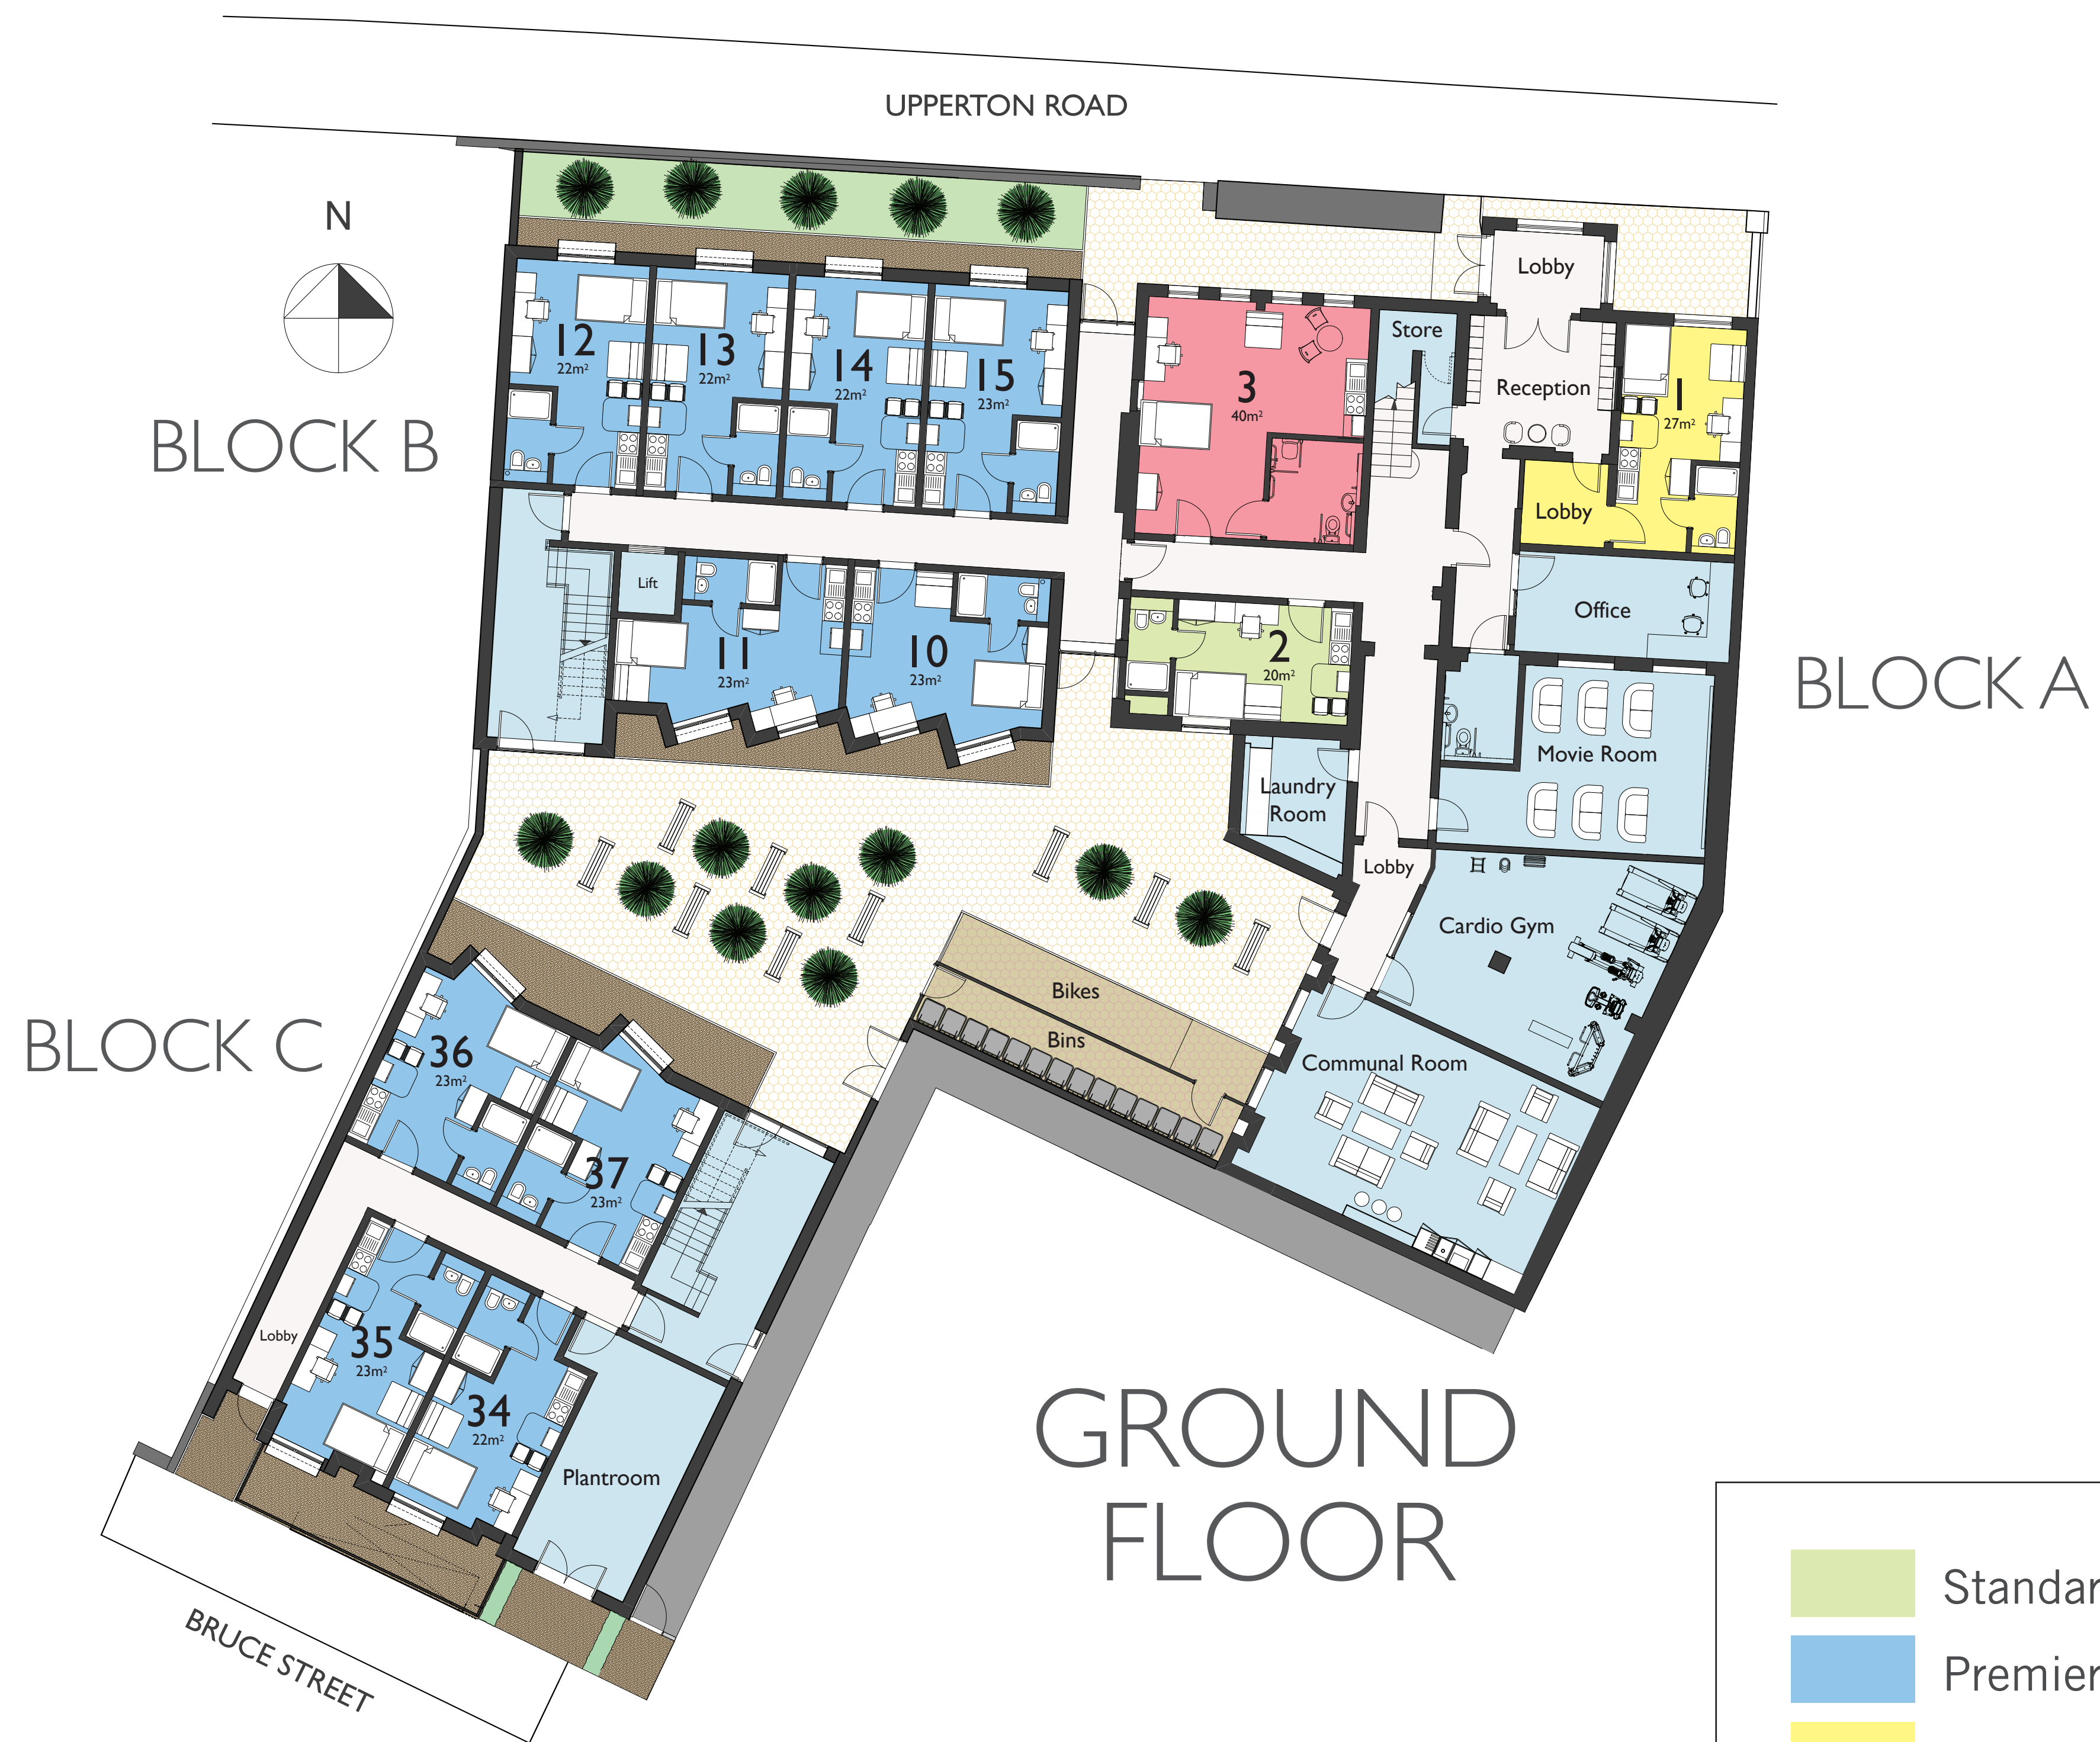 UPPERTON ROAD
N
BLOCK B
12
22m²
13
22m²
14
22m²
15
23m²
3
40m²
Store
Lobby
Reception
1
27m²
Lobby
Office
BLOCK A
Lift
11
23m²
10
23m²
2
20m²
Movie Room
Laundry
Room
Lobby
Cardio Gym
Bikes
Bins
Communal Room
BLOCK C
36
23m²
37
23m²
Lobby
35
23m²
34
22m²
Plantroom
BRUCE STREET
GROUND
FLOOR
Standar
Premier